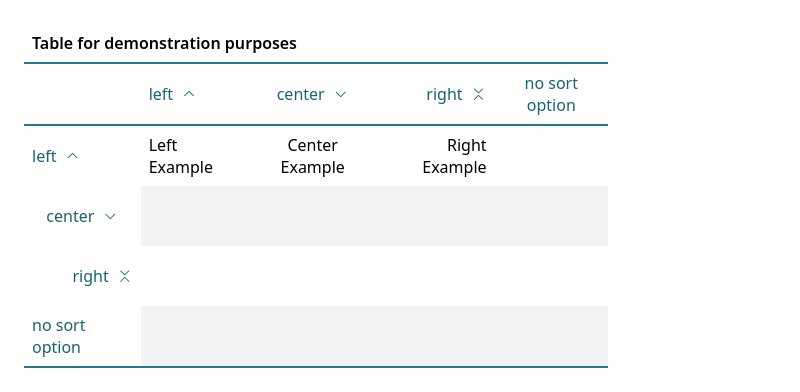 Table for demonstration purposes
left center right no sort
option
left Left Center Right
Example Example Example
center
right
no sort
option